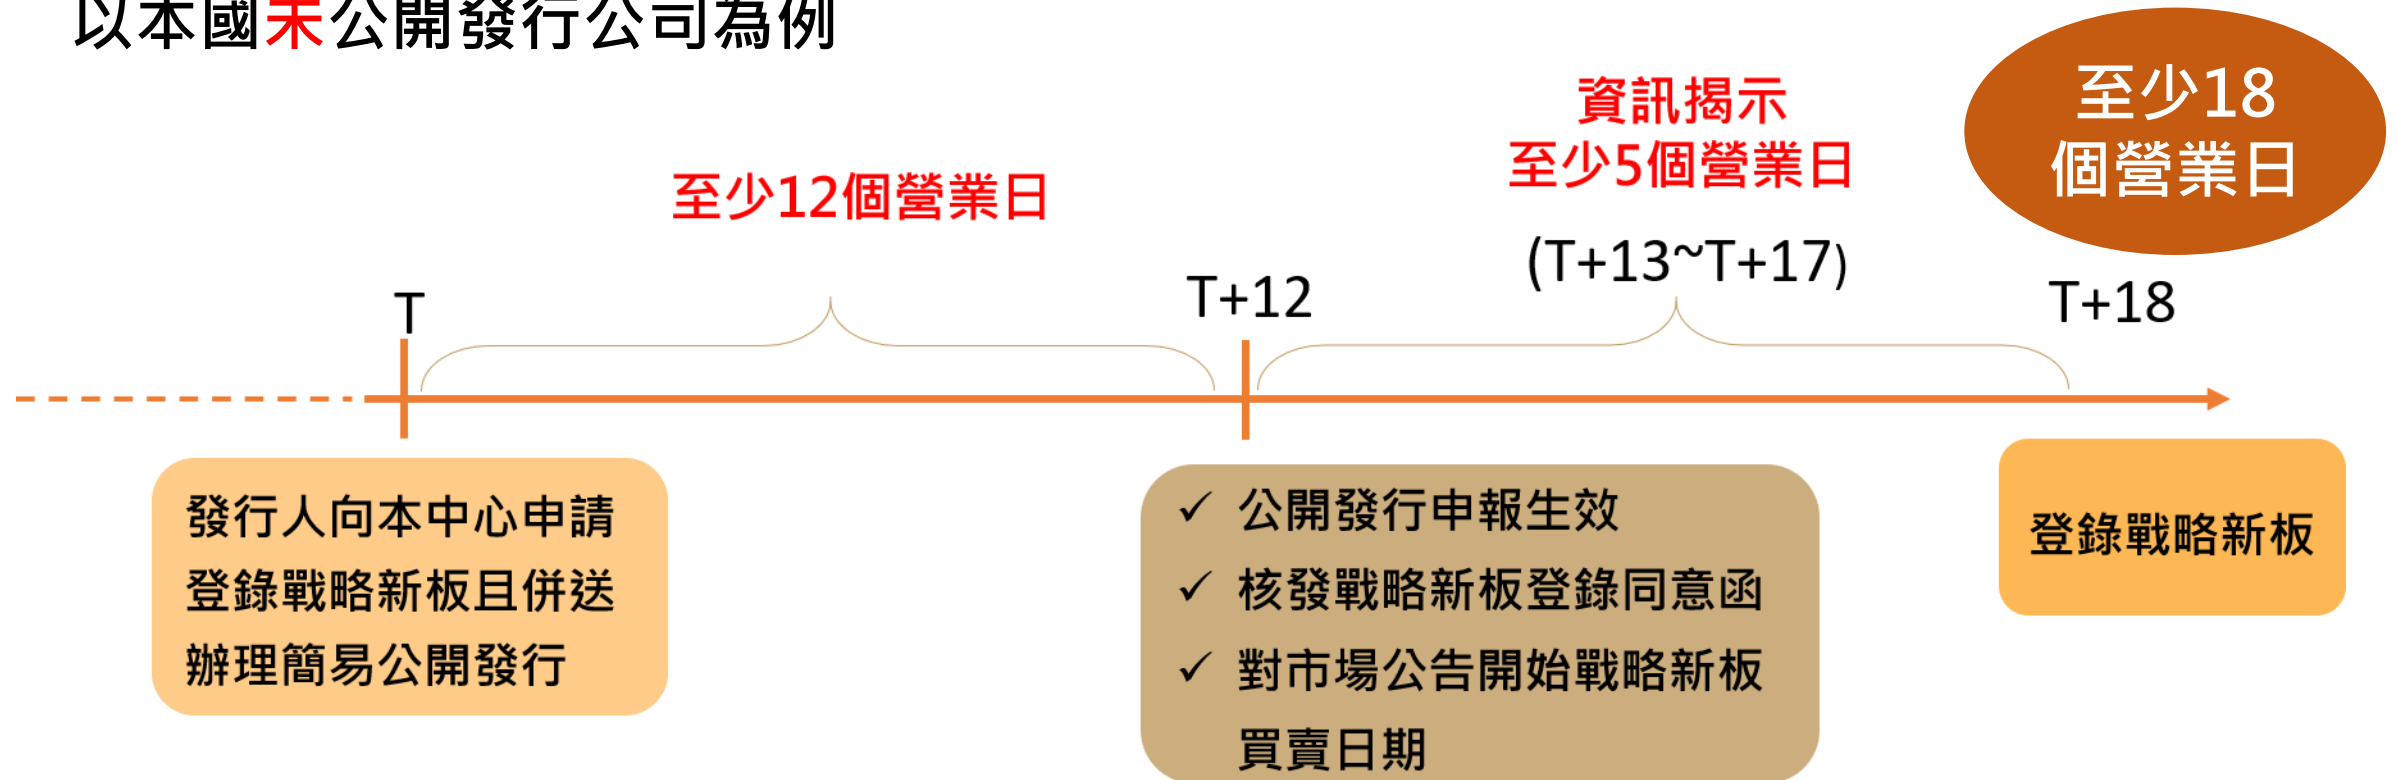 以本國未公開發行公司為例
至少18
個營業日
資訊揭示
至少5個營業日
至少12個營業日
(T+13~T+17)
T
T+12
T+18
發行人向本中心申請
登錄戰略新板且併送
辦理簡易公開發行
✓ 公開發行申報生效
✓ 核發戰略新板登錄同意函
✓ 對市場公告開始戰略新板
買賣日期
登錄戰略新板